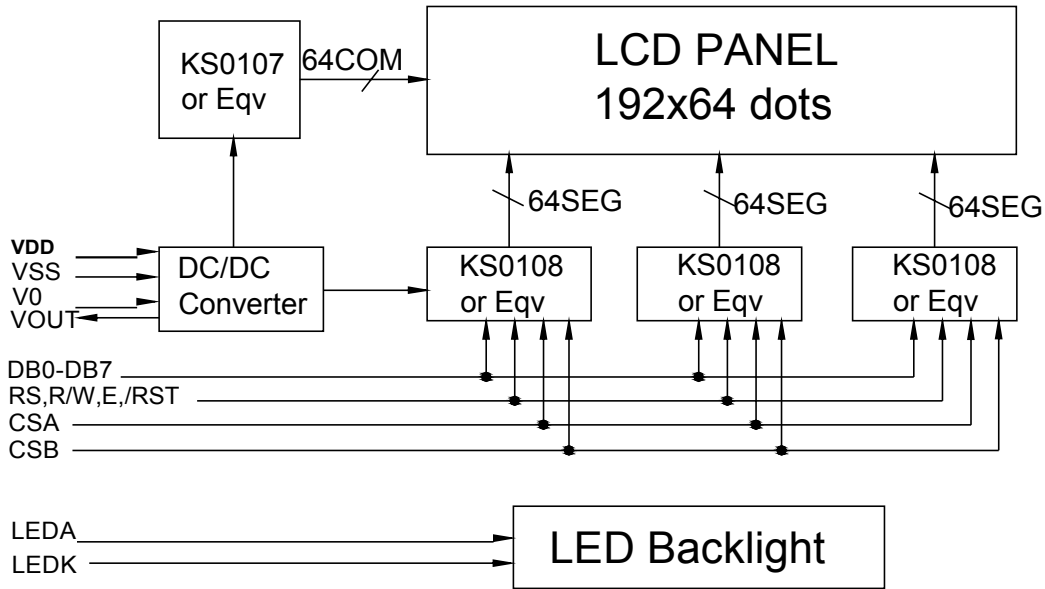 KS0107
or Eqv
64COM
LCD PANEL
192x64 dots
64SEG
64SEG
64SEG
VDD
VSS
V0
VOUT
DC/DC
Converter
KS0108
or Eqv
KS0108
or Eqv
KS0108
or Eqv
DB0-DB7
RS,R/W,E,/RST
CSA
CSB
LEDA
LEDK
LED Backlight